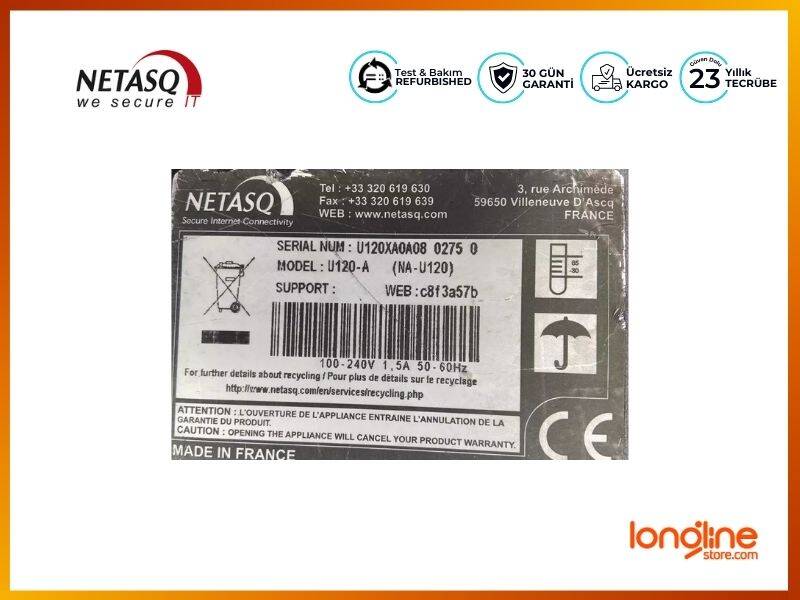 NETASQ
we secure IT
Test & Bakım
REFURBISHED
30 GÜN
GARANTİ
Ücretsiz
KARGO
Güven Dolu
23 Yıllık
TECRÜBE
NETASQ
Secure Internet Connectivity
Tel : +33 320 619 630
Fax : +33 320 619 639
WEB : www.netasq.com
3, rue Archimède
59650 Villeneuve D'Ascq
FRANCE
SERIAL NUM : U120XA0A08 0275 0
MODEL : U120-A (NA-U120)
SUPPORT : WEB : c8f3a57b
05
-80
100-240V 1,5A 50-60Hz
For further details about recycling / Pour plus de détails sur le recyclage
http://www.netasq.com/en/services/recycling.php
ATTENTION : L'OUVERTURE DE L'APPLIANCE ENTRAINE L'ANNULATION DE LA
GARANTIE DU PRODUIT.
CAUTION : OPENING THE APPLIANCE WILL CANCEL YOUR PRODUCT WARRANTY.
MADE IN FRANCE
CE
longline
store.com